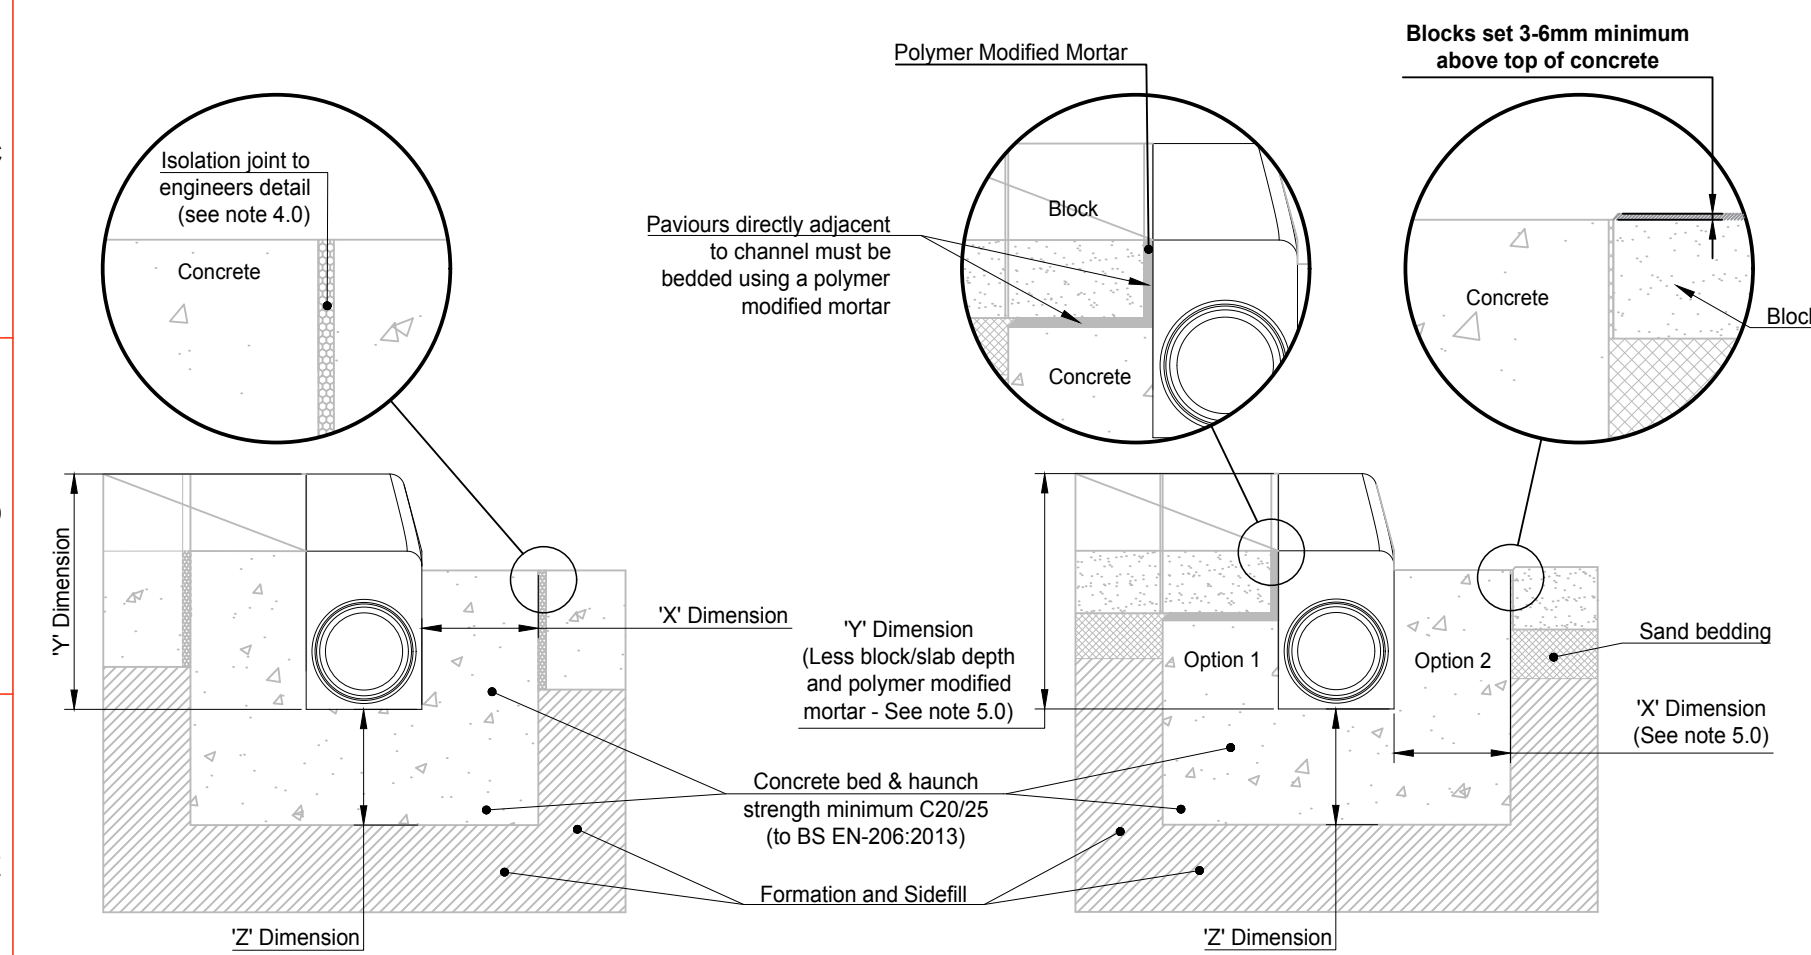 Blocks set 3-6mm minimum
above top of concrete
Polymer Modified Mortar
Isolation joint to
engineers detail
(see note 4.0)
Concrete
Paviours directly adjacent
to channel must be
bedded using a polymer
modified mortar
Block
Concrete
Concrete
'Y' Dimension
'X' Dimension
'Y' Dimension
(Less block/slab depth
and polymer modified
mortar - See note 5.0)
Option 1
Option 2
Sand bedding
'X' Dimension
(See note 5.0)
Concrete bed & haunch
strength minimum C20/25
(to BS EN-206:2013)
Formation and Sidefill
'Z' Dimension
'Z' Dimension